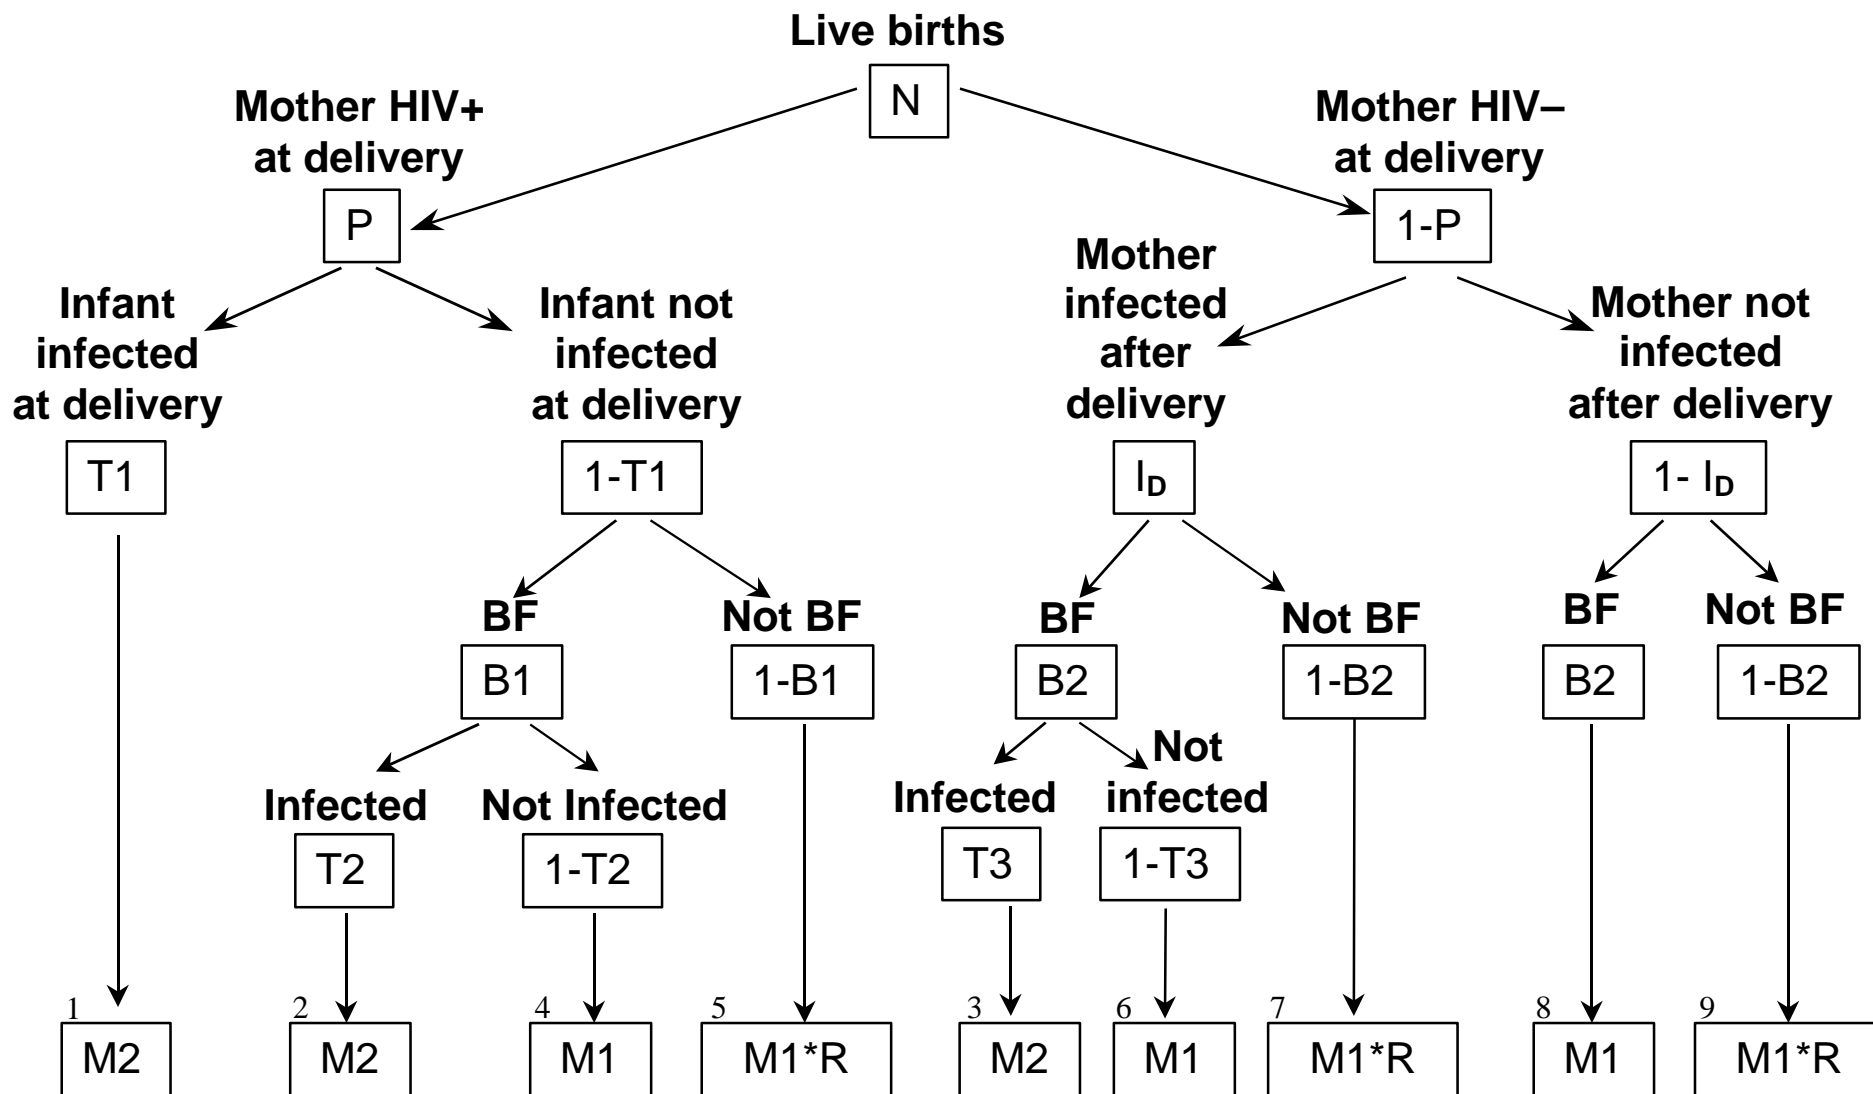 Live births
N
Mother HIV+
at delivery
P
Mother HIV–
at delivery
1-P
Infant
infected
at delivery
T1
Infant not
infected
at delivery
1-T1
Mother
infected
after
delivery
I_D
Mother not
infected
after delivery
1- I_D
BF
B1
Not BF
1-B1
BF
B2
Not BF
1-B2
BF
B2
Not BF
1-B2
Infected
T2
Not Infected
1-T2
Infected
T3
Not
infected
1-T3
1
M2
2
M2
4
M1
5
M1*R
3
M2
6
M1
7
M1*R
8
M1
9
M1*R